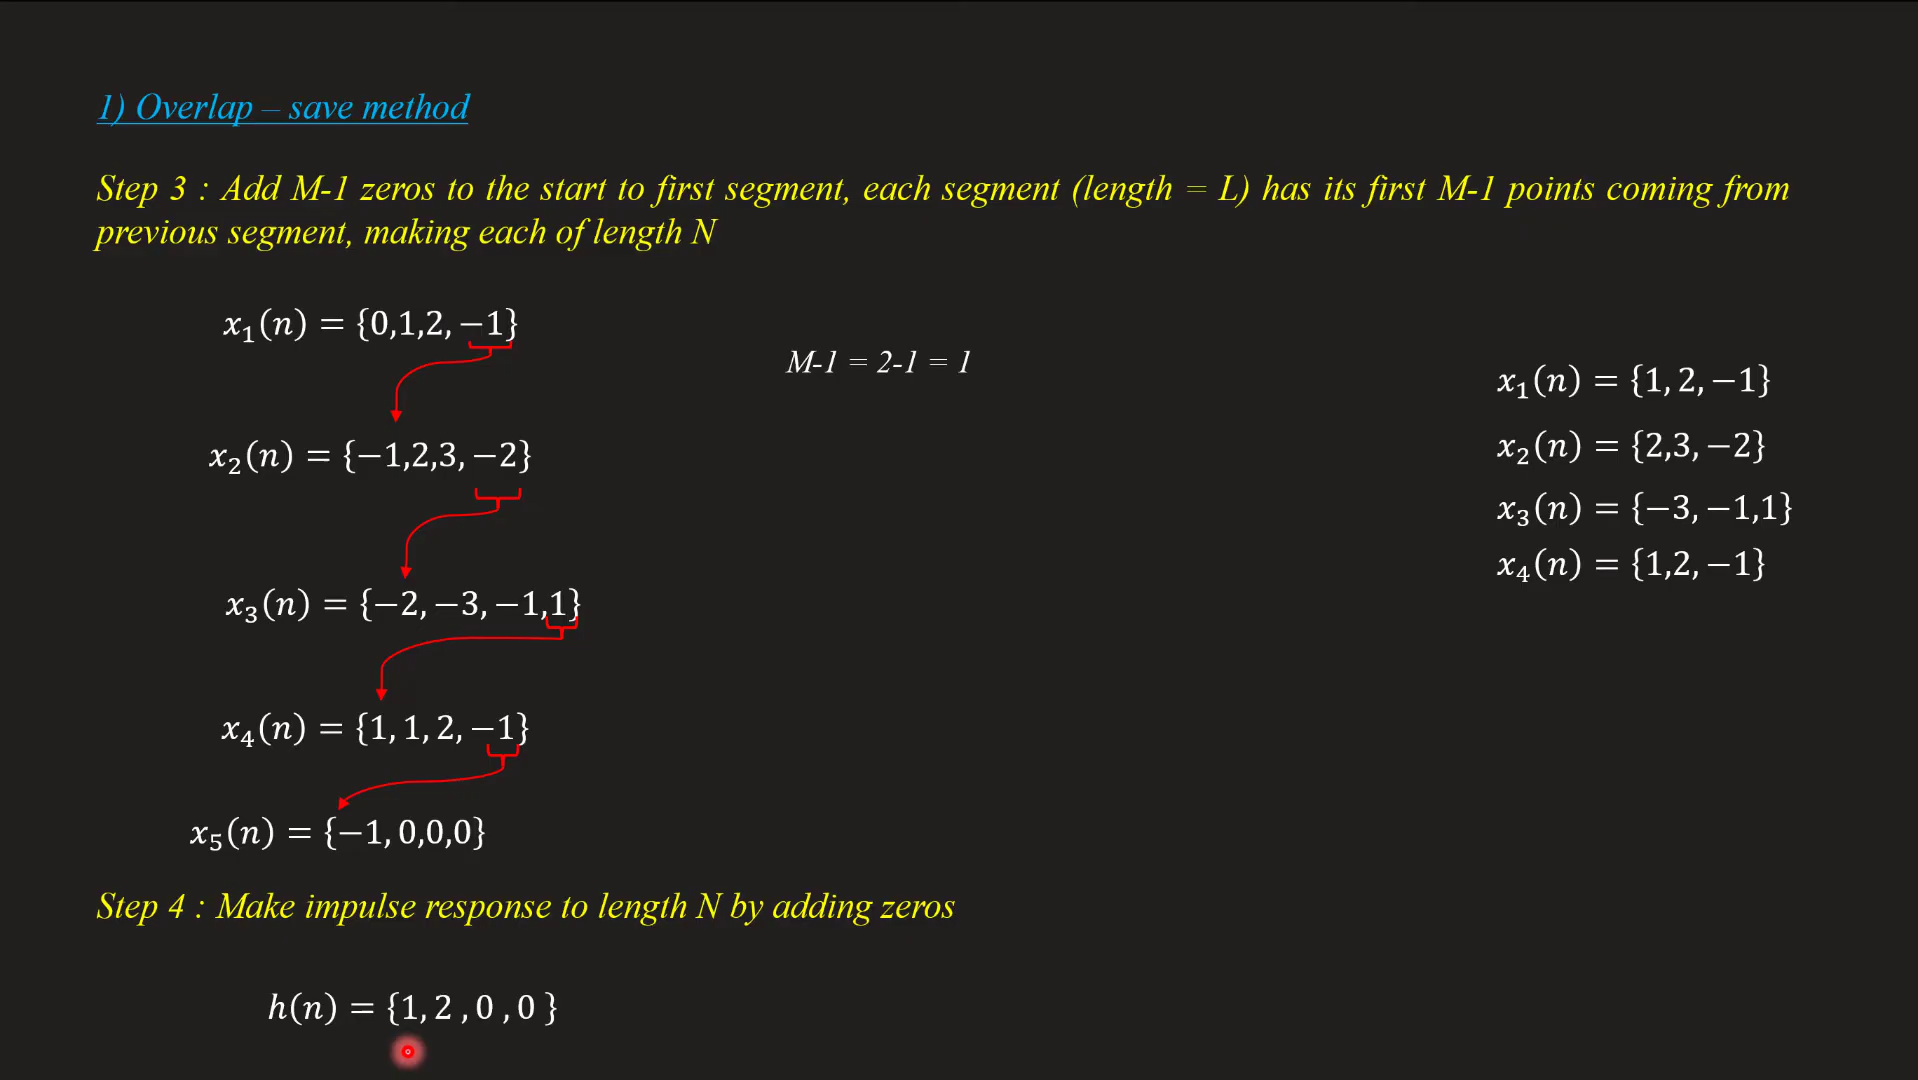 1) Overlap – save method
Step 3 : Add M-1 zeros to the start to first segment, each segment (length = L) has its first M-1 points coming from
previous segment, making each of length N
x₁(n) = {0,1,2, −1}
M-1 = 2-1 = 1
x₁(n) = {1, 2, −1}
x₂(n) = {−1,2,3, −2}
x₂(n) = {2,3, −2}
x₃(n) = {−3, −1,1}
x₄(n) = {1,2, −1}
x₃(n) = {−2, −3, −1,1}
x₄(n) = {1, 1, 2, −1}
x₅(n) = {−1, 0,0,0}
Step 4 : Make impulse response to length N by adding zeros
h(n) = {1, 2 , 0 , 0 }